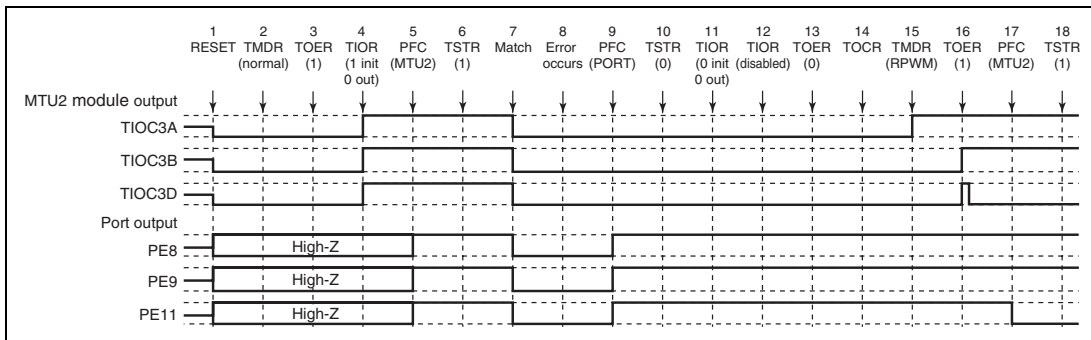 1 2 3 4 5 6 7 8 9 10 11 12 13 14 15 16 17 18
RESET TMDR TOER TIOR PFC TSTR Match Error PFC TSTR TIOR TIOR TOER TOCR TMDR TOER PFC TSTR
(normal) (1) (1 init (MTU2) (1) occurs (PORT) (0) (0 init (disabled) (0) (RPWM) (1) (MTU2) (1)
0 out) 0 out)
MTU2 module output
TIOC3A
TIOC3B
TIOC3D
Port output
PE8 High-Z
PE9 High-Z
PE11 High-Z